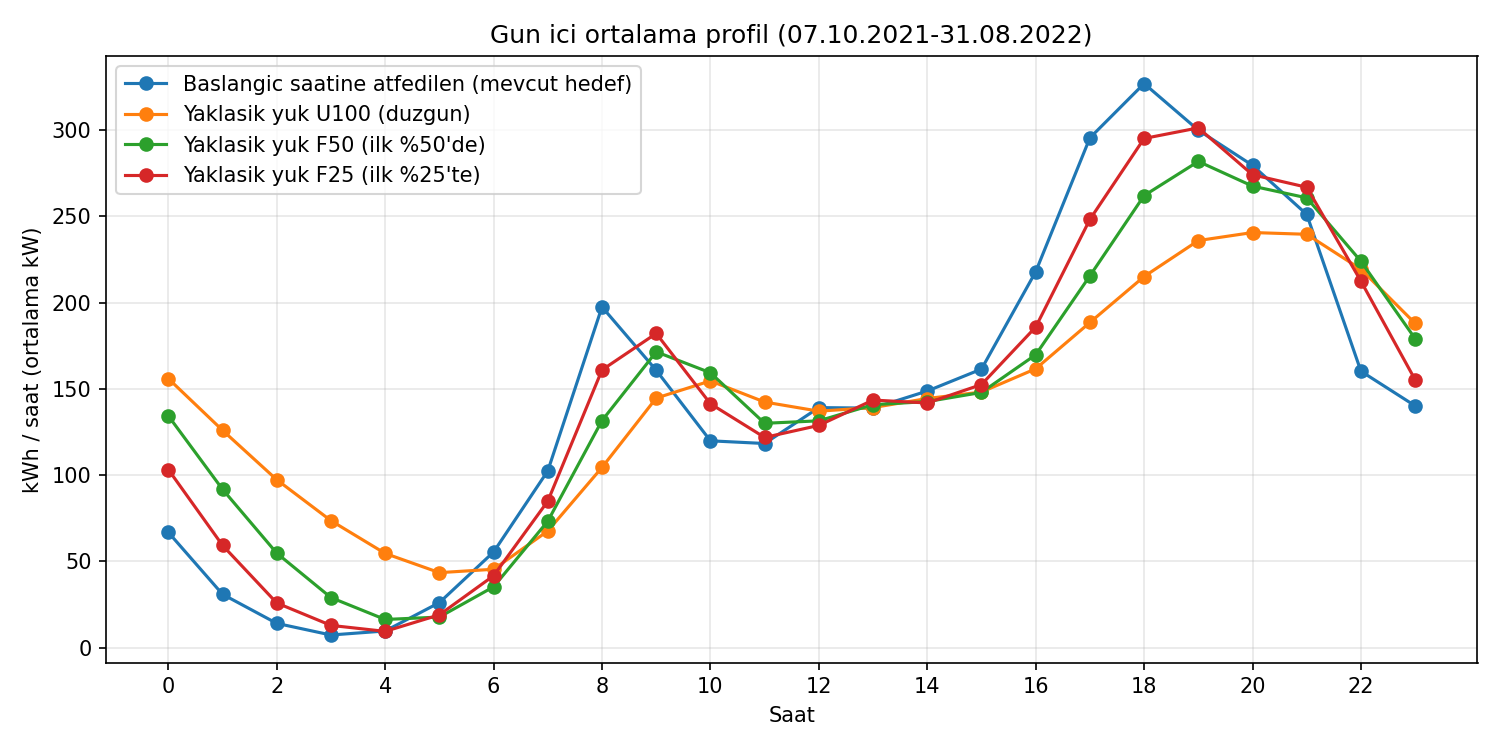 Gun ici ortalama profil (07.10.2021-31.08.2022)
Baslangic saatine atfedilen (mevcut hedef)
Yaklasik yuk U100 (duzgun)
Yaklasik yuk F50 (ilk %50'de)
Yaklasik yuk F25 (ilk %25'te)
kWh / saat (ortalama kW)
300
250
200
150
100
50
0
0 2 4 6 8 10 12 14 16 18 20 22
Saat